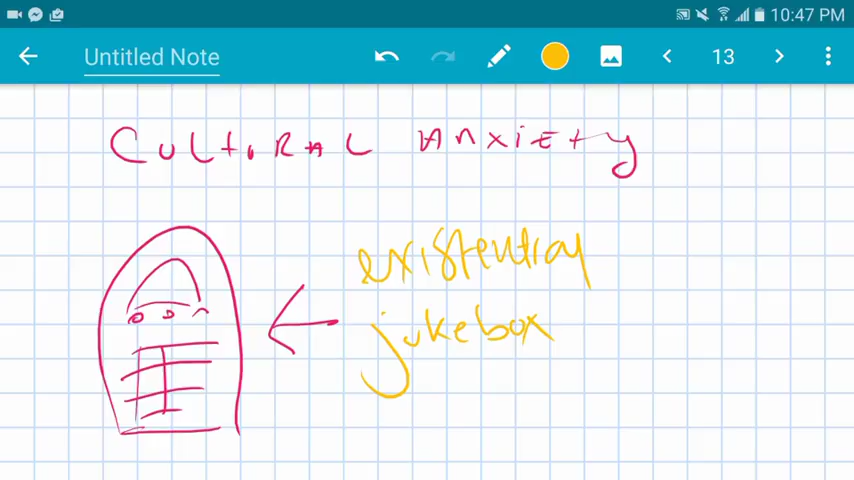 10:47 PM
Untitled Note
13
Cultural Anxiety
existential
jukebox